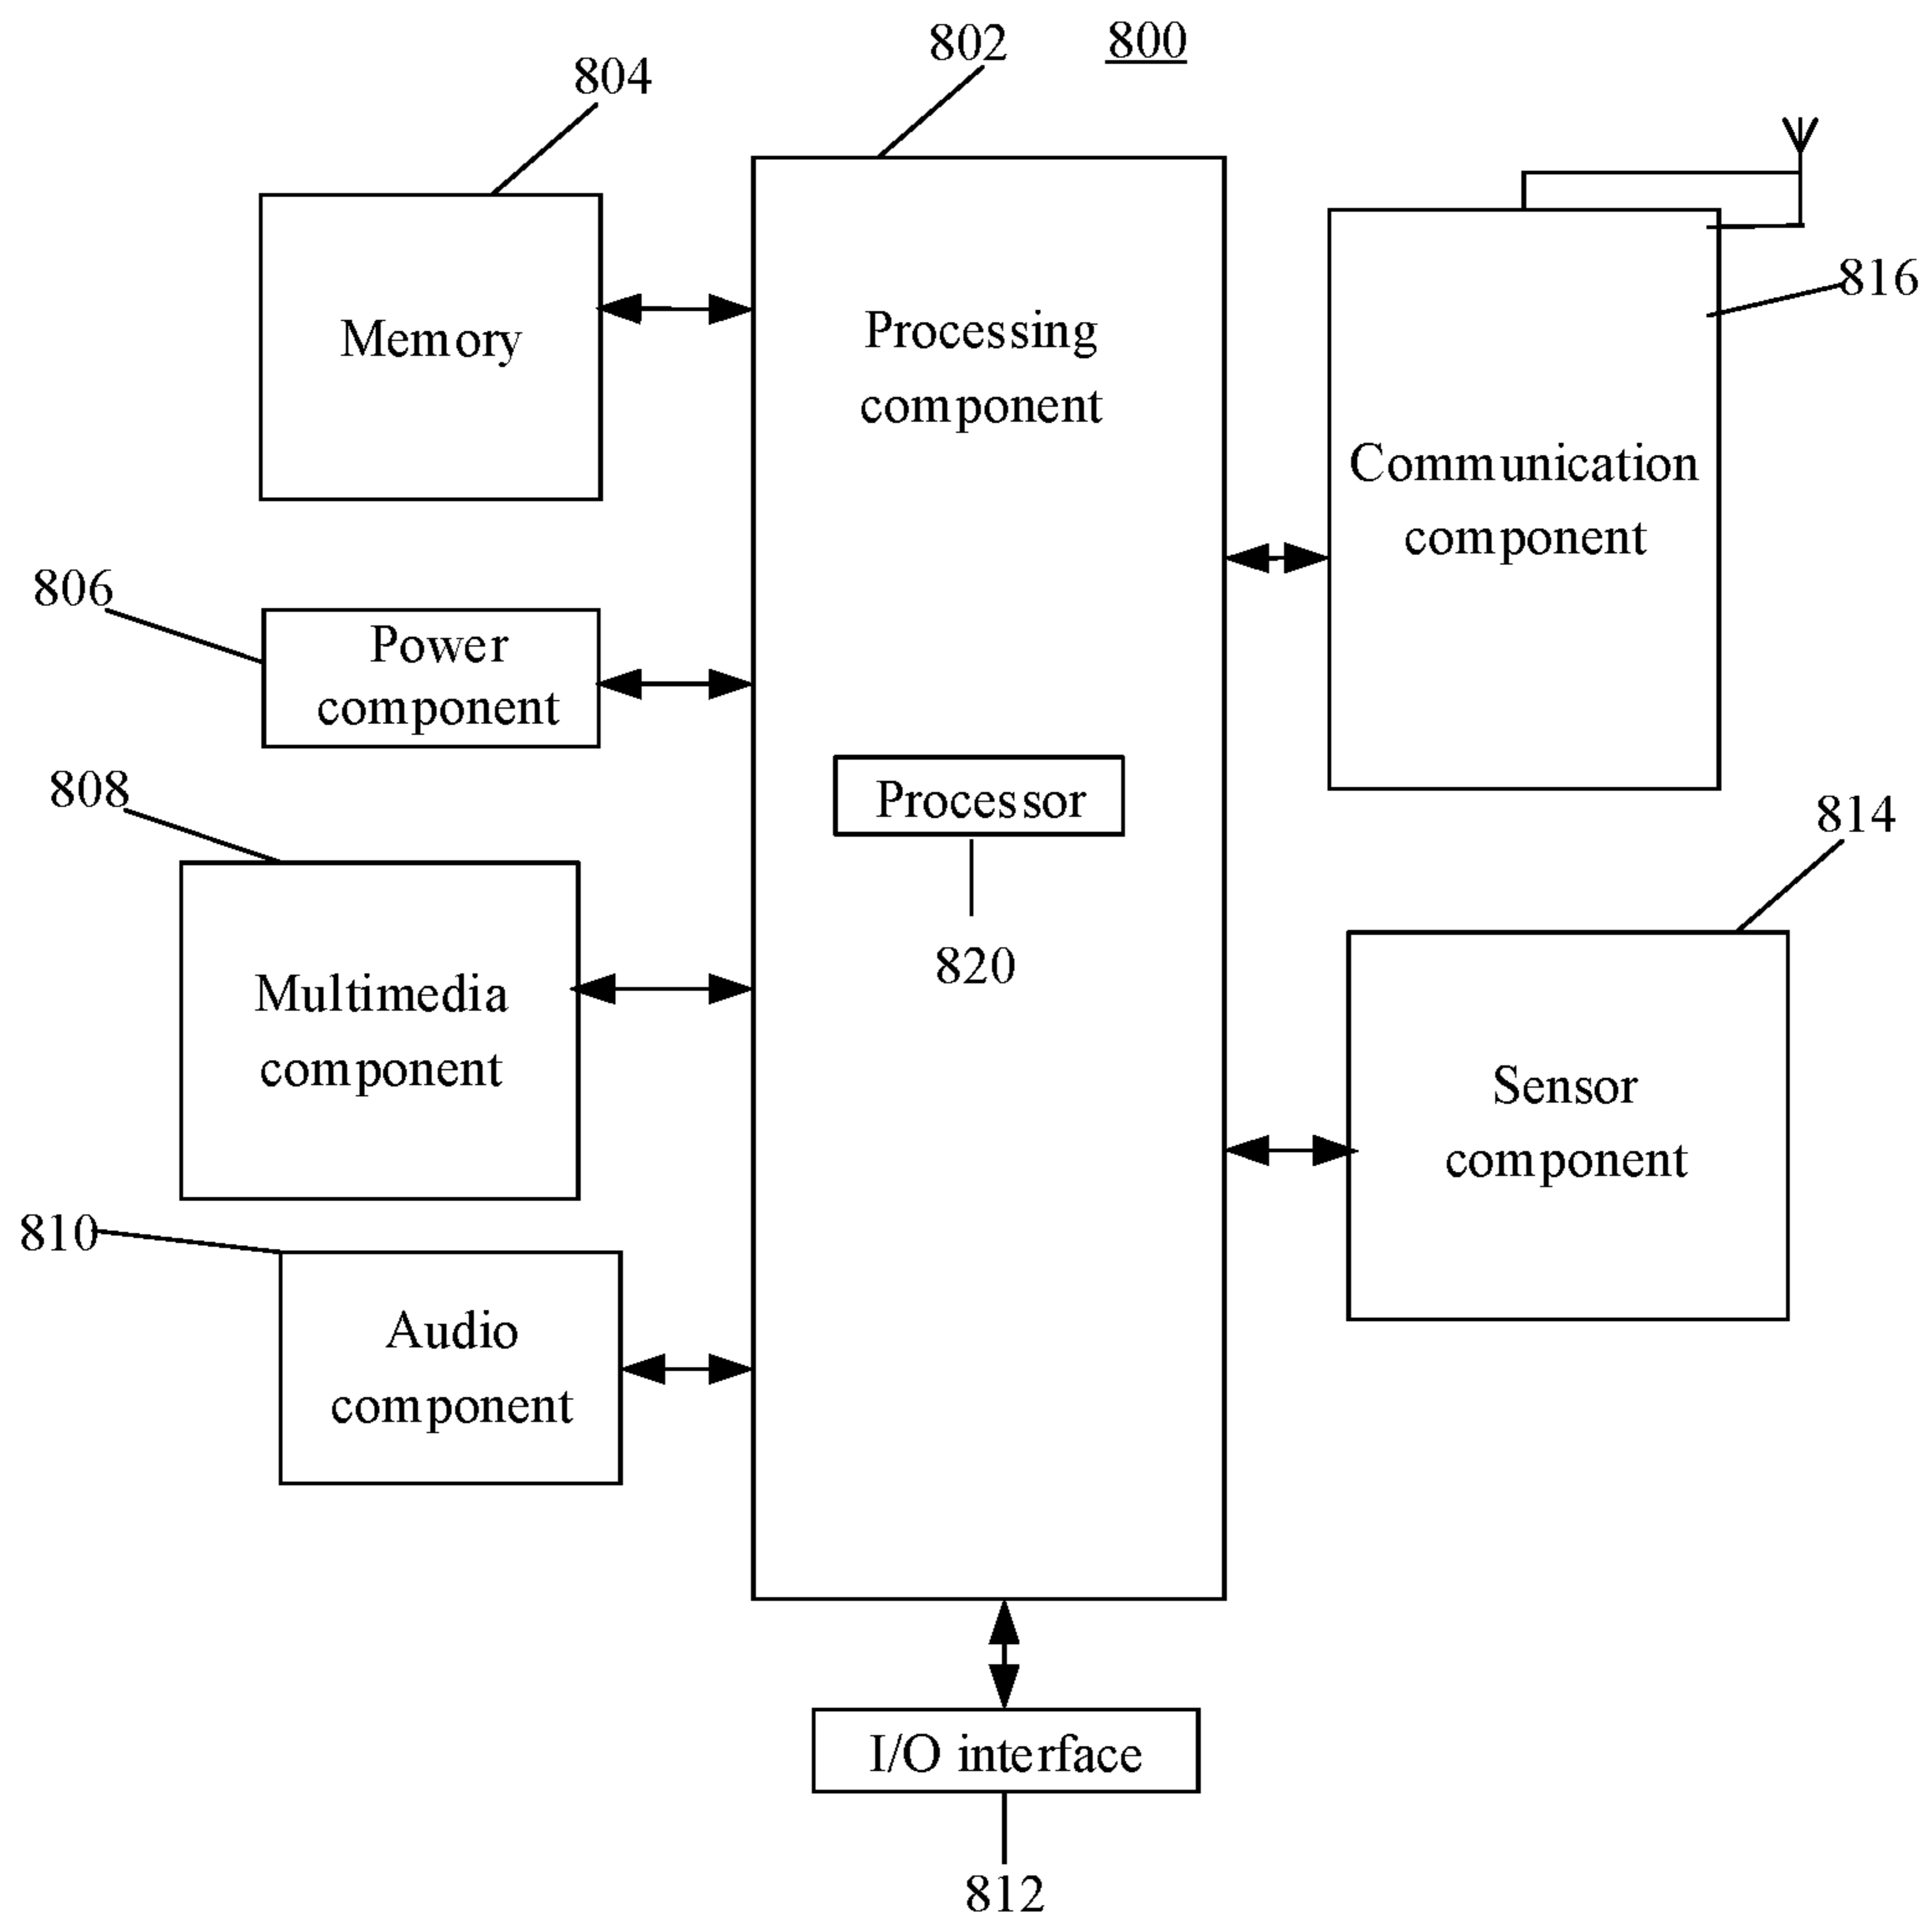 802
800
804
816
Memory
Processing
component
Communication
component
806
Power
component
808
Processor
814
820
Multimedia
component
Sensor
component
810
Audio
component
I/O interface
812